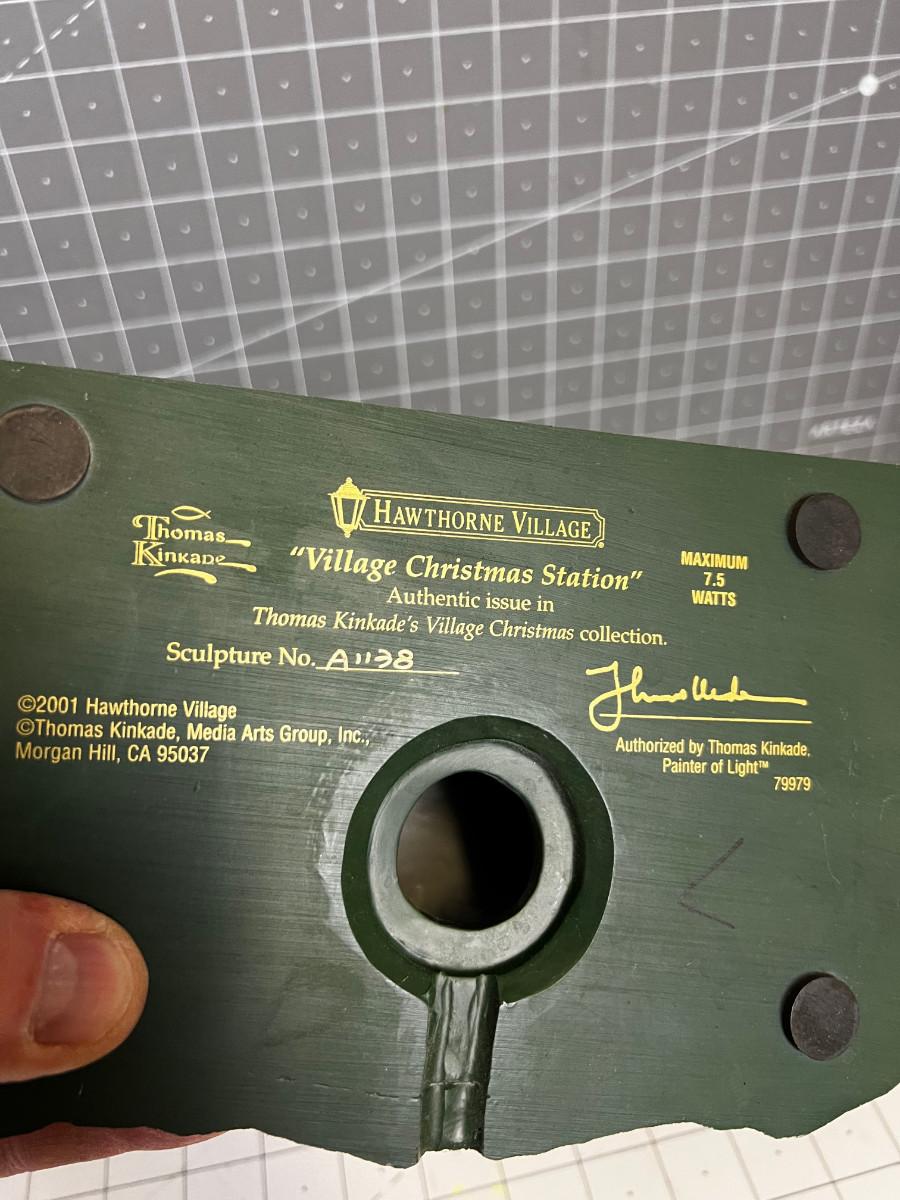 HAWTHORNE VILLAGE
Thomas
Kinkade
"Village Christmas Station"
Authentic issue in
Thomas Kinkade's Village Christmas collection.
MAXIMUM
7.5
WATTS
Sculpture No. A1138
©2001 Hawthorne Village
©Thomas Kinkade, Media Arts Group, Inc.,
Morgan Hill, CA 95037
Authorized by Thomas Kinkade,
Painter of Light™
79979